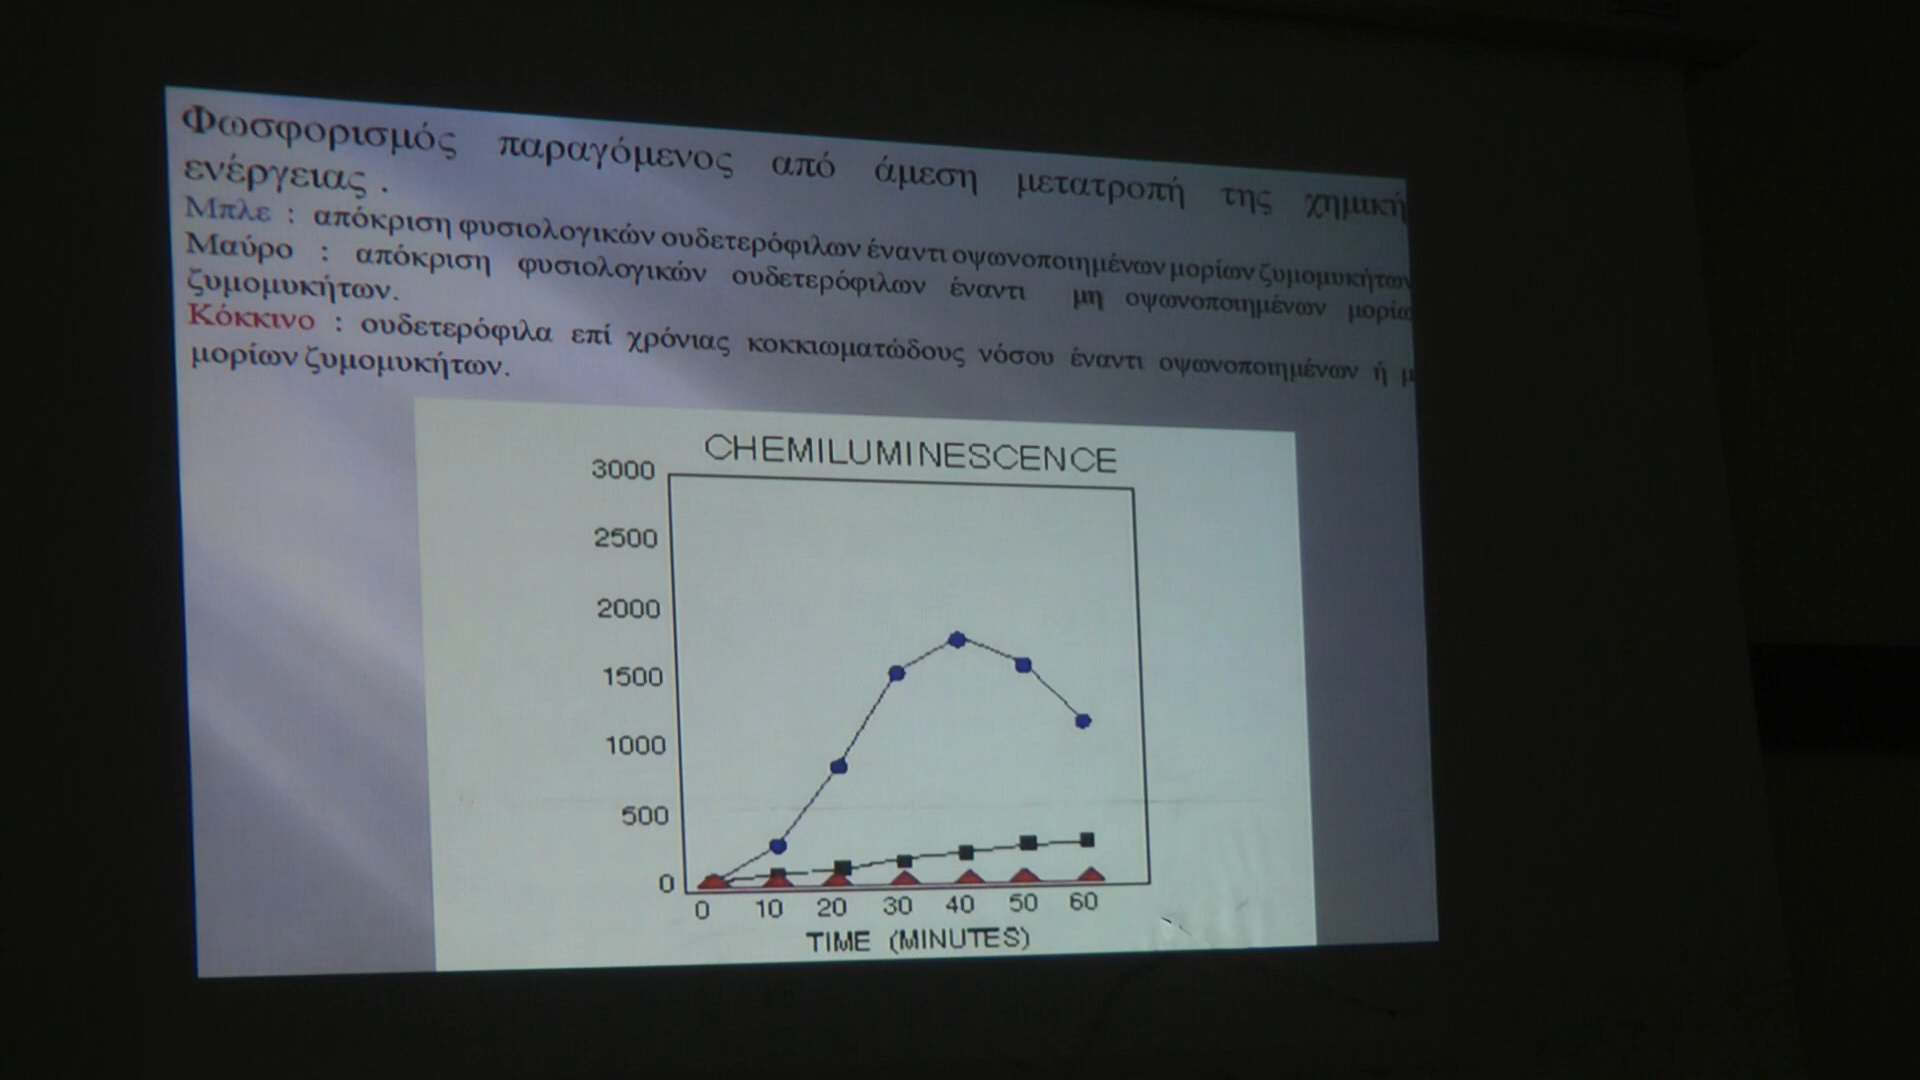 Φωσφορισμός παραγόμενος από άμεση μετατροπή της χημική
ενέργειας .
Μπλε : απόκριση φυσιολογικών ουδετερόφιλων έναντι οψωνοποιημένων μορίων ζυμομυκήτων
Μαύρο : απόκριση φυσιολογικών ουδετερόφιλων έναντι μη οψωνοποιημένων μορίω
ζυμομυκήτων.
Κόκκινο : ουδετερόφιλα επί χρόνιας κοκκιωματώδους νόσου έναντι οψωνοποιημένων ή μ
μορίων ζυμομυκήτων.
CHEMILUMINESCENCE
3000
2500
2000
1500
1000
500
0
0 10 20 30 40 50 60
TIME (MINUTES)